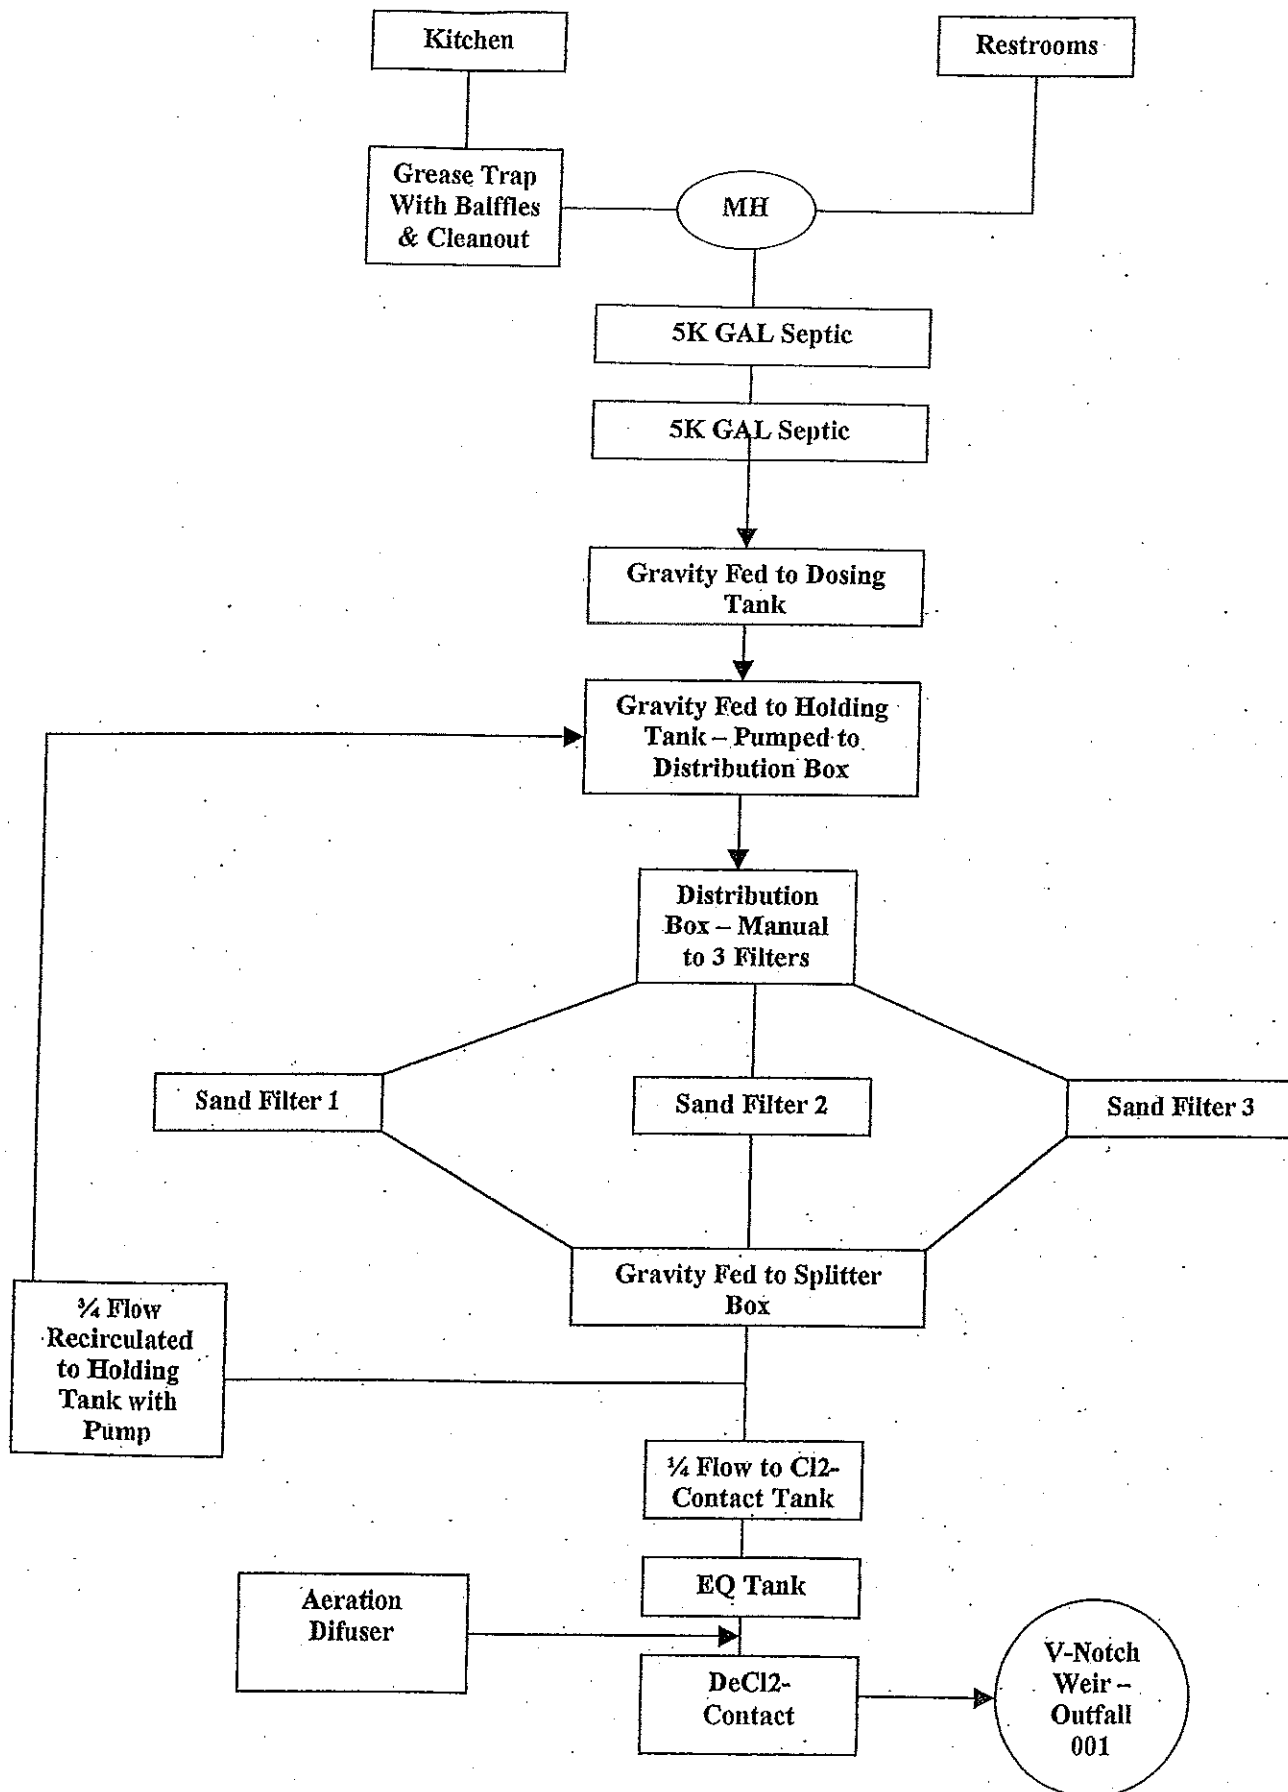 Kitchen
Restrooms
Grease Trap
With Balffles
& Cleanout
MH
5K GAL Septic
5K GAL Septic
Gravity Fed to Dosing
Tank
Gravity Fed to Holding
Tank – Pumped to
Distribution Box
Distribution
Box – Manual
to 3 Filters
Sand Filter 1
Sand Filter 2
Sand Filter 3
Gravity Fed to Splitter
Box
¾ Flow
Recirculated
to Holding
Tank with
Pump
¼ Flow to Cl2-
Contact Tank
EQ Tank
Aeration
Difuser
DeCl2-
Contact
V-Notch
Weir –
Outfall
001